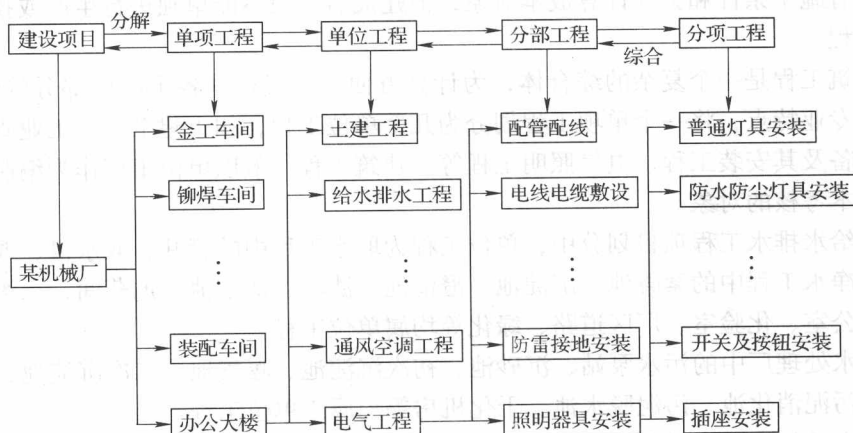 分解
建设项目 单项工程 单位工程 分部工程 分项工程
综合
金工车间 土建工程 配管配线 普通灯具安装
铆焊车间 给水排水工程 电线电缆敷设 防水防尘灯具安装
某机械厂 ⋮ ⋮ ⋮ ⋮
装配车间 通风空调工程 防雷接地安装 开关及按钮安装
办公大楼 电气工程 照明器具安装 插座安装